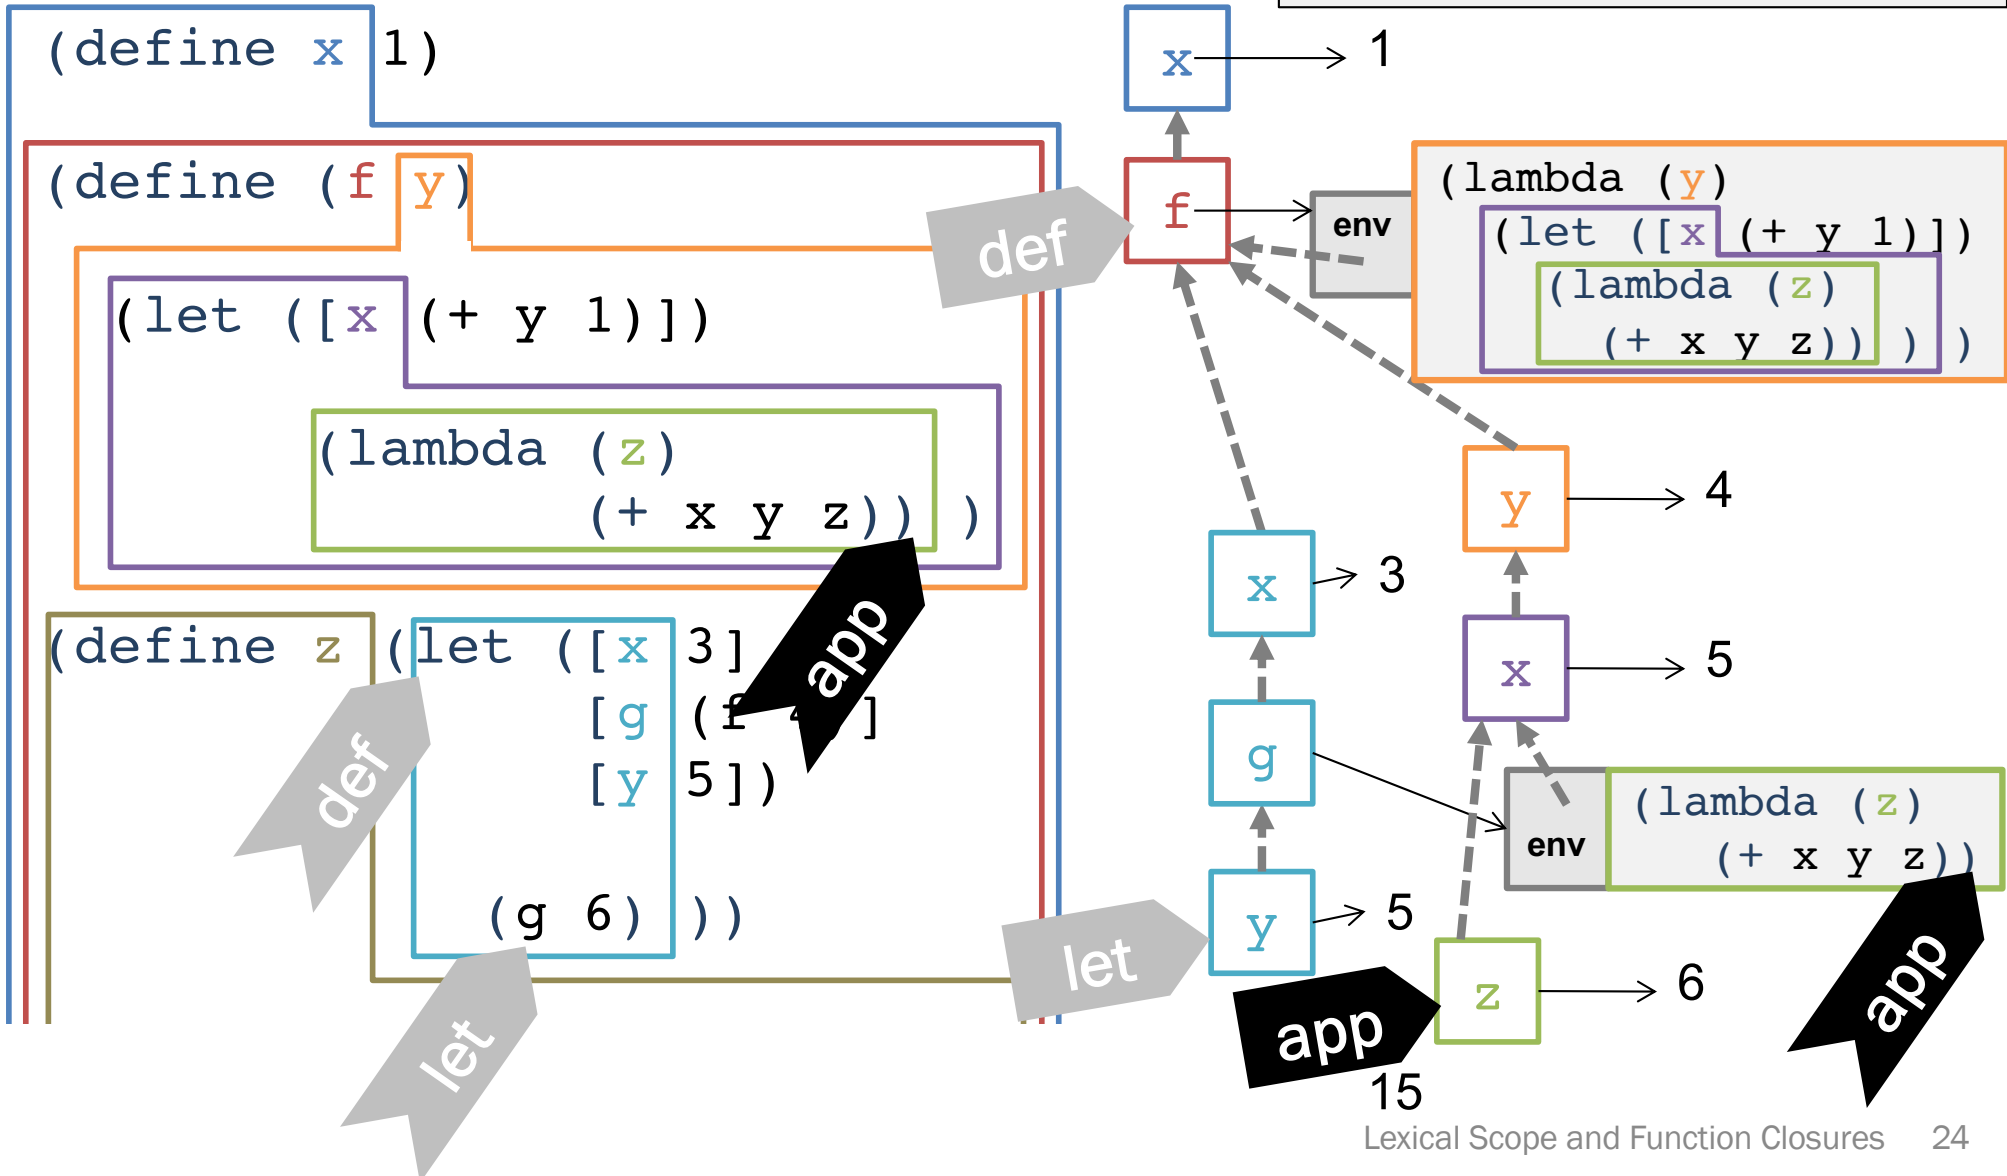 (define x 1)
(define (f y)
(let ([x (+ y 1)])
(lambda (z)
(+ x y z)) )
(define z (let ([x 3]
[g (f ]
[y 5])
(g 6) ))
def
let
app
x
1
f
def
env
(lambda (y)
(let ([x (+ y 1)])
(lambda (z)
(+ x y z)) ) )
y
4
x
3
x
5
g
env
(lambda (z)
(+ x y z))
y
5
let
z
6
app
15
app
Lexical Scope and Function Closures 24